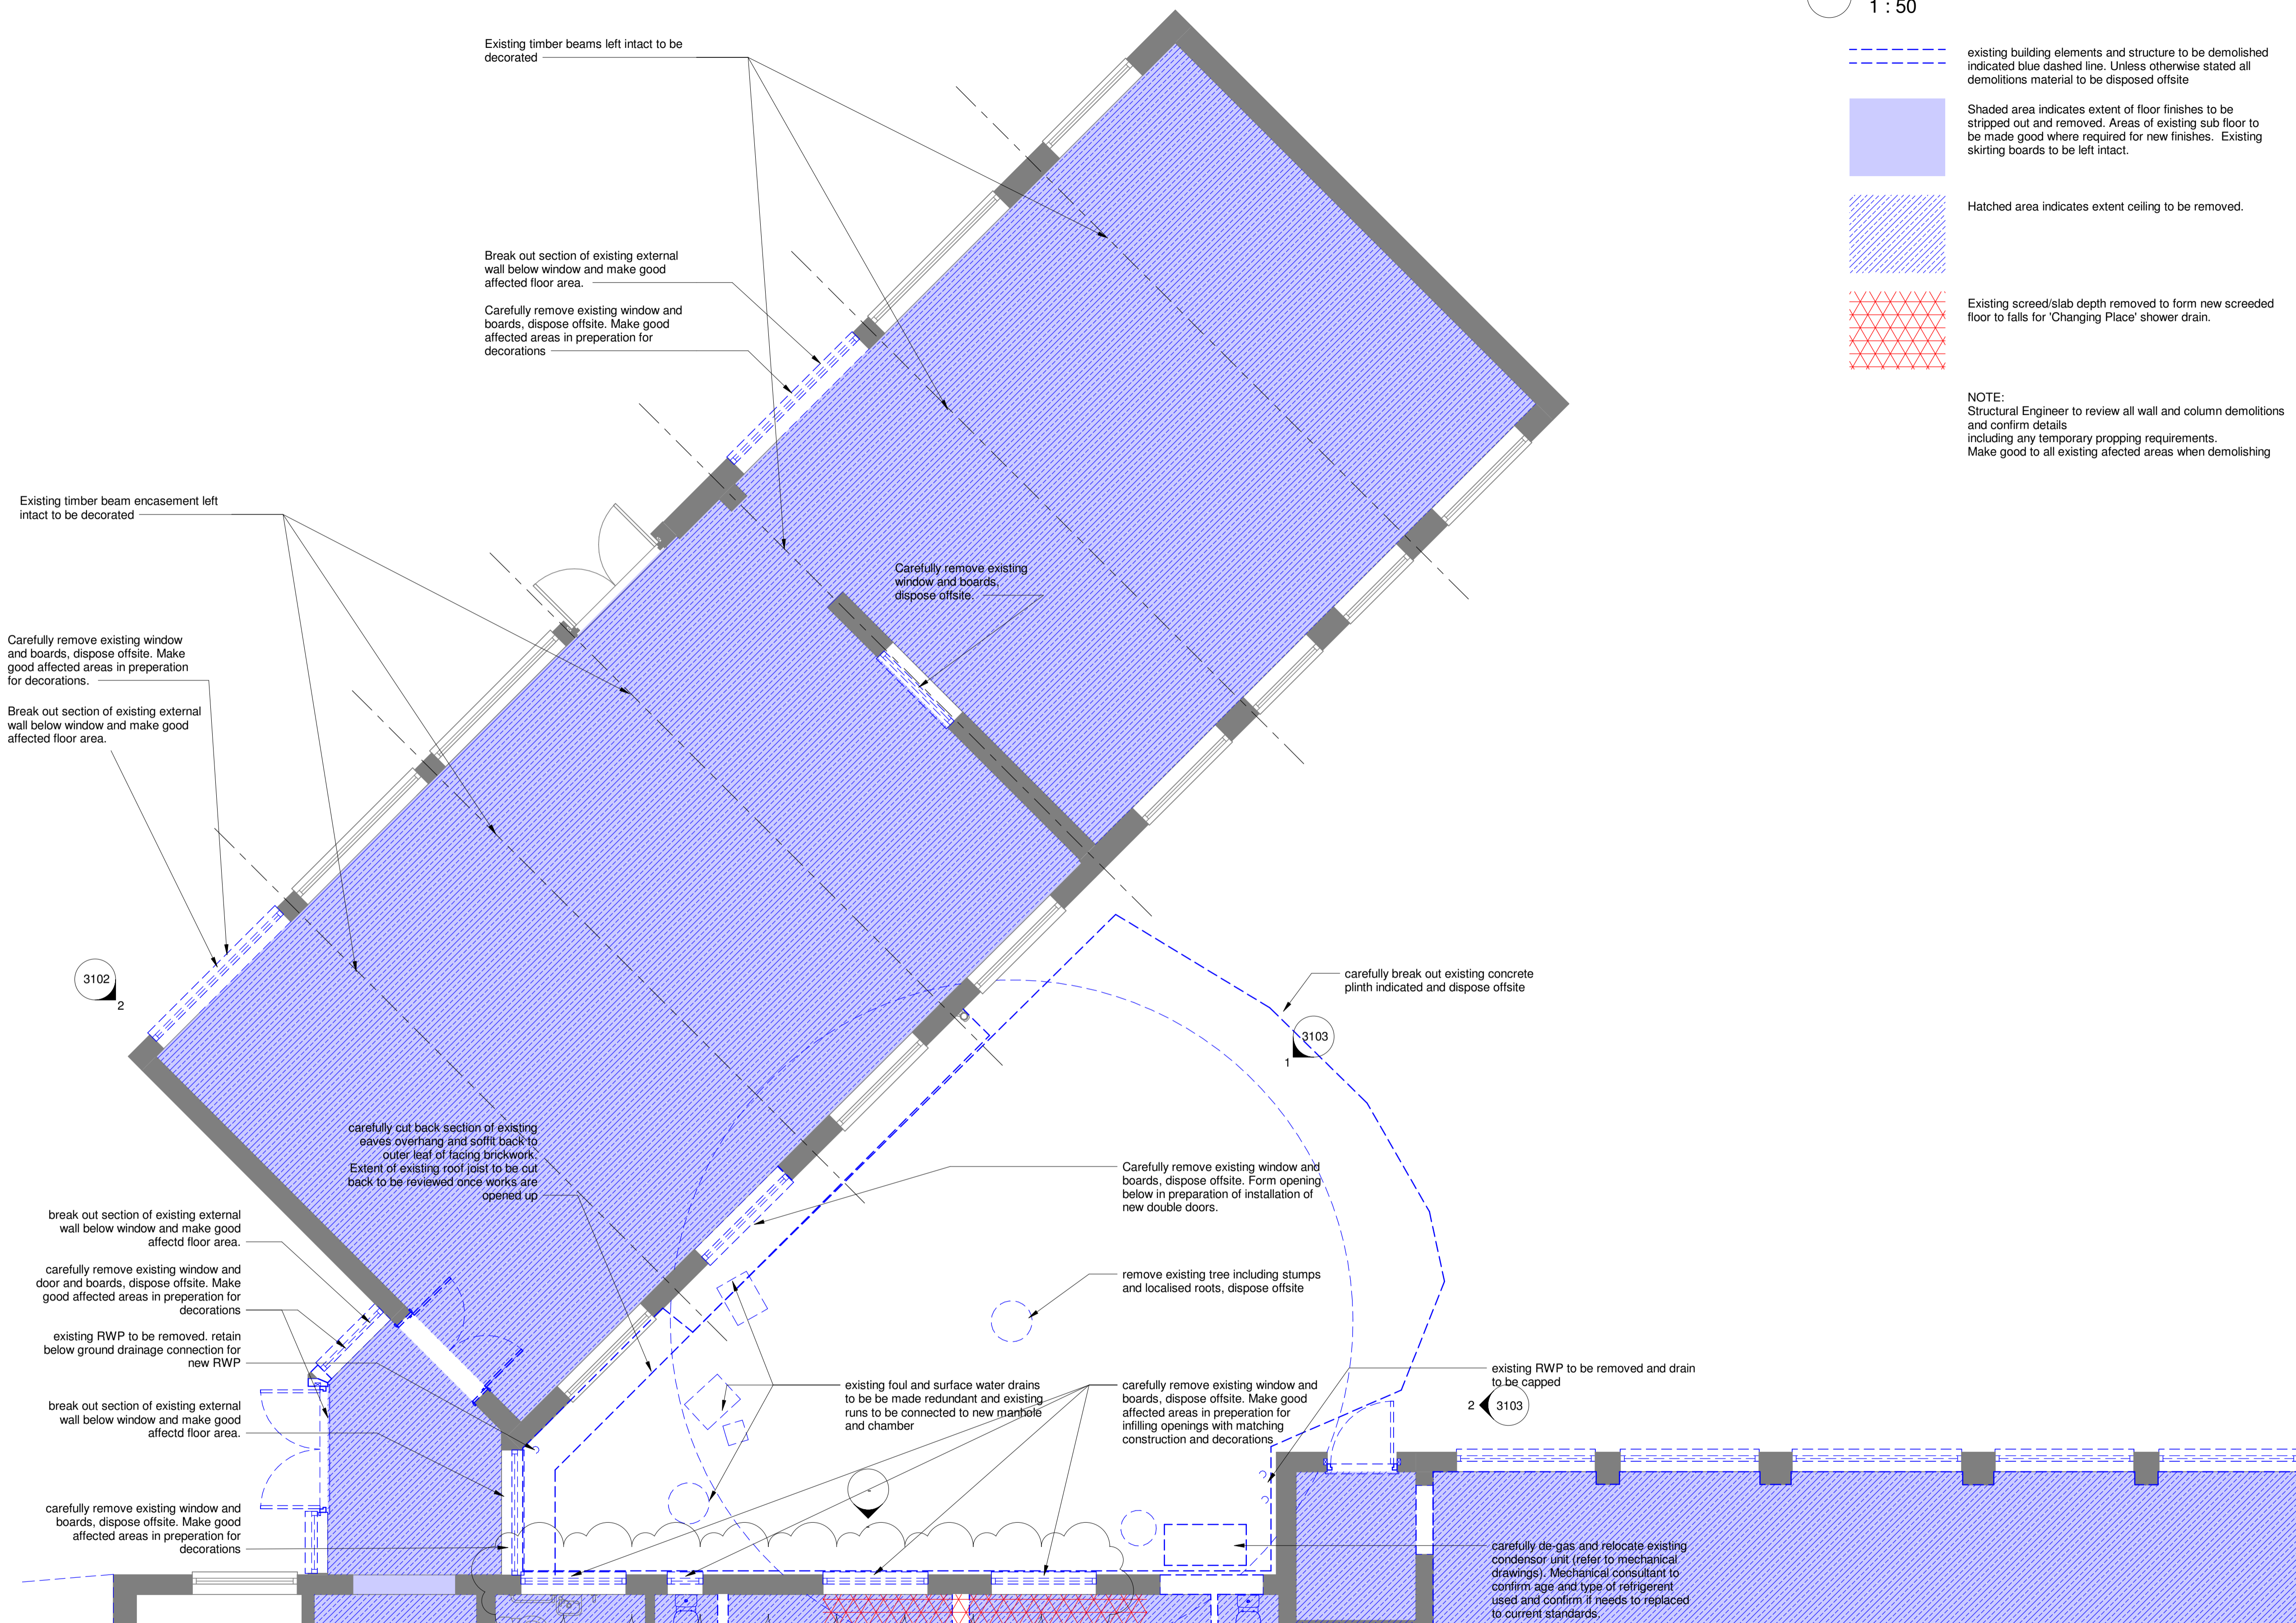 1 : 50
existing building elements and structure to be demolished
indicated blue dashed line. Unless otherwise stated all
demolitions material to be disposed offsite
Shaded area indicates extent of floor finishes to be
stripped out and removed. Areas of existing sub floor to
be made good where required for new finishes. Existing
skirting boards to be left intact.
Hatched area indicates extent ceiling to be removed.
Existing screed/slab depth removed to form new screeded
floor to falls for 'Changing Place' shower drain.
NOTE:
Structural Engineer to review all wall and column demolitions
and confirm details
including any temporary propping requirements.
Make good to all existing afected areas when demolishing
Existing timber beams left intact to be
decorated
Break out section of existing external
wall below window and make good
affected floor area.
Carefully remove existing window and
boards, dispose offsite. Make good
affected areas in preperation for
decorations
Existing timber beam encasement left
intact to be decorated
Carefully remove existing
window and boards,
dispose offsite.
Carefully remove existing window
and boards, dispose offsite. Make
good affected areas in preperation
for decorations.
Break out section of existing external
wall below window and make good
affected floor area.
3102
2
carefully break out existing concrete
plinth indicated and dispose offsite
3103
1
carefully cut back section of existing
eaves overhang and soffit back to
outer leaf of facing brickwork.
Extent of existing roof joist to be cut
back to be reviewed once works are
opened up
Carefully remove existing window and
boards, dispose offsite. Form opening
below in preparation of installation of
new double doors.
break out section of existing external
wall below window and make good
affectd floor area.
carefully remove existing window and
door and boards, dispose offsite. Make
good affected areas in preperation for
decorations
existing RWP to be removed. retain
below ground drainage connection for
new RWP
break out section of existing external
wall below window and make good
affectd floor area.
carefully remove existing window and
boards, dispose offsite. Make good
affected areas in preperation for
decorations
remove existing tree including stumps
and localised roots, dispose offsite
existing foul and surface water drains
to be be made redundant and existing
runs to be connected to new manhole
and chamber
carefully remove existing window and
boards, dispose offsite. Make good
affected areas in preperation for
infilling openings with matching
construction and decorations
existing RWP to be removed and drain
to be capped
2
3103
-
-
carefully de-gas and relocate existing
condensor unit (refer to mechanical
drawings). Mechanical consultant to
confirm age and type of refrigerent
used and confirm if needs to replaced
to current standards.